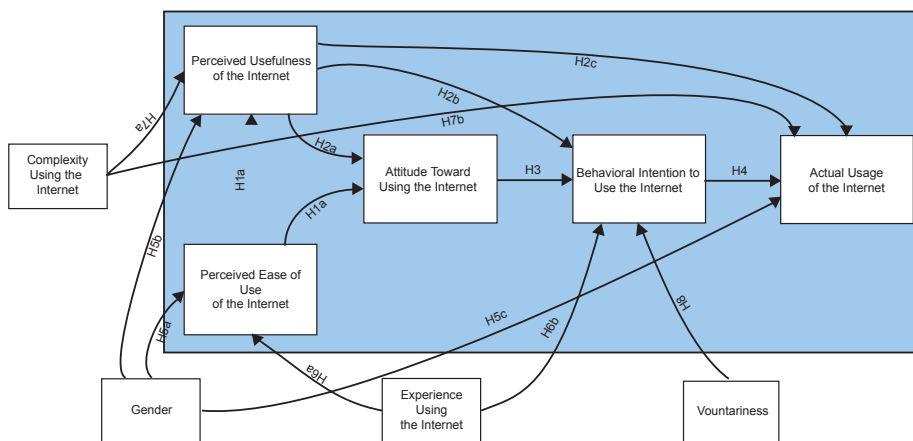 Perceived Usefulness
of the Internet
H2c
H2b
H7a
H7b
Complexity
Using the
Internet
H2a
H1a
Attitude Toward
Using the Internet
H3
Behavioral Intention to
Use the Internet
H4
Actual Usage
of the Internet
H1a
H5b
Perceived Ease of
Use
of the Internet
H5a
H6a
H5c
H6b
H8
Gender
Experience
Using
the Internet
Vountariness